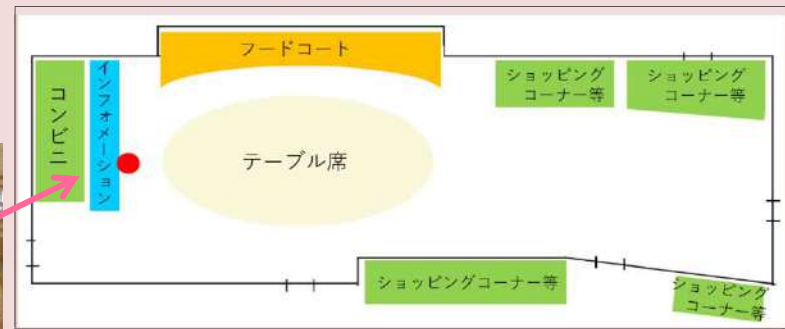 フードコート
コンビニ
インフォメーション
テーブル席
ショッピング
コーナー等
ショッピング
コーナー等
ショッピングコーナー等
ショッピング
コーナー等